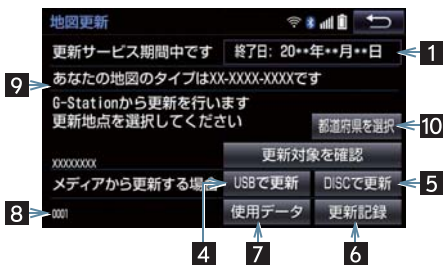 地図更新
更新サービス期間中です 終了日: 20**年**月**日 1
9 あなたの地図のタイプはXX-XXXX-XXXXです
G-Stationから更新を行います
更新地点を選択してください 都道府県を選択 10
更新対象を確認
XXXXXXXX
メディアから更新する場合 USBで更新 DISCで更新 5
8 0001 使用データ 更新記録
4 7 6